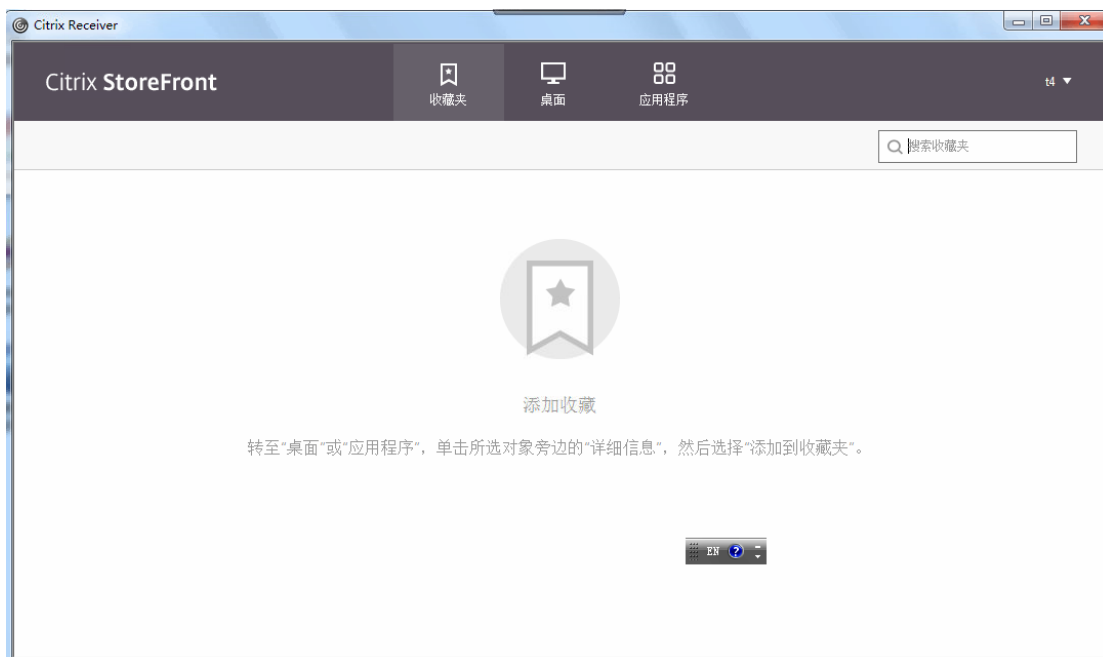 Citrix Receiver
Citrix StoreFront
收藏夹
桌面
应用程序
t4
搜索收藏夹
添加收藏
转至"桌面"或"应用程序"，单击所选对象旁边的"详细信息"，然后选择"添加到收藏夹"。
EN